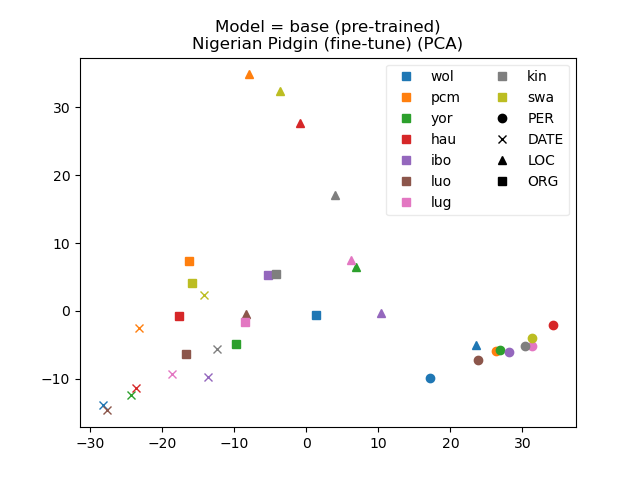 Model = base (pre-trained)
Nigerian Pidgin (fine-tune) (PCA)
wol
pcm
yor
hau
ibo
luo
lug
kin
swa
PER
DATE
LOC
ORG
30
20
10
0
−10
−30
−20
−10
0
10
20
30